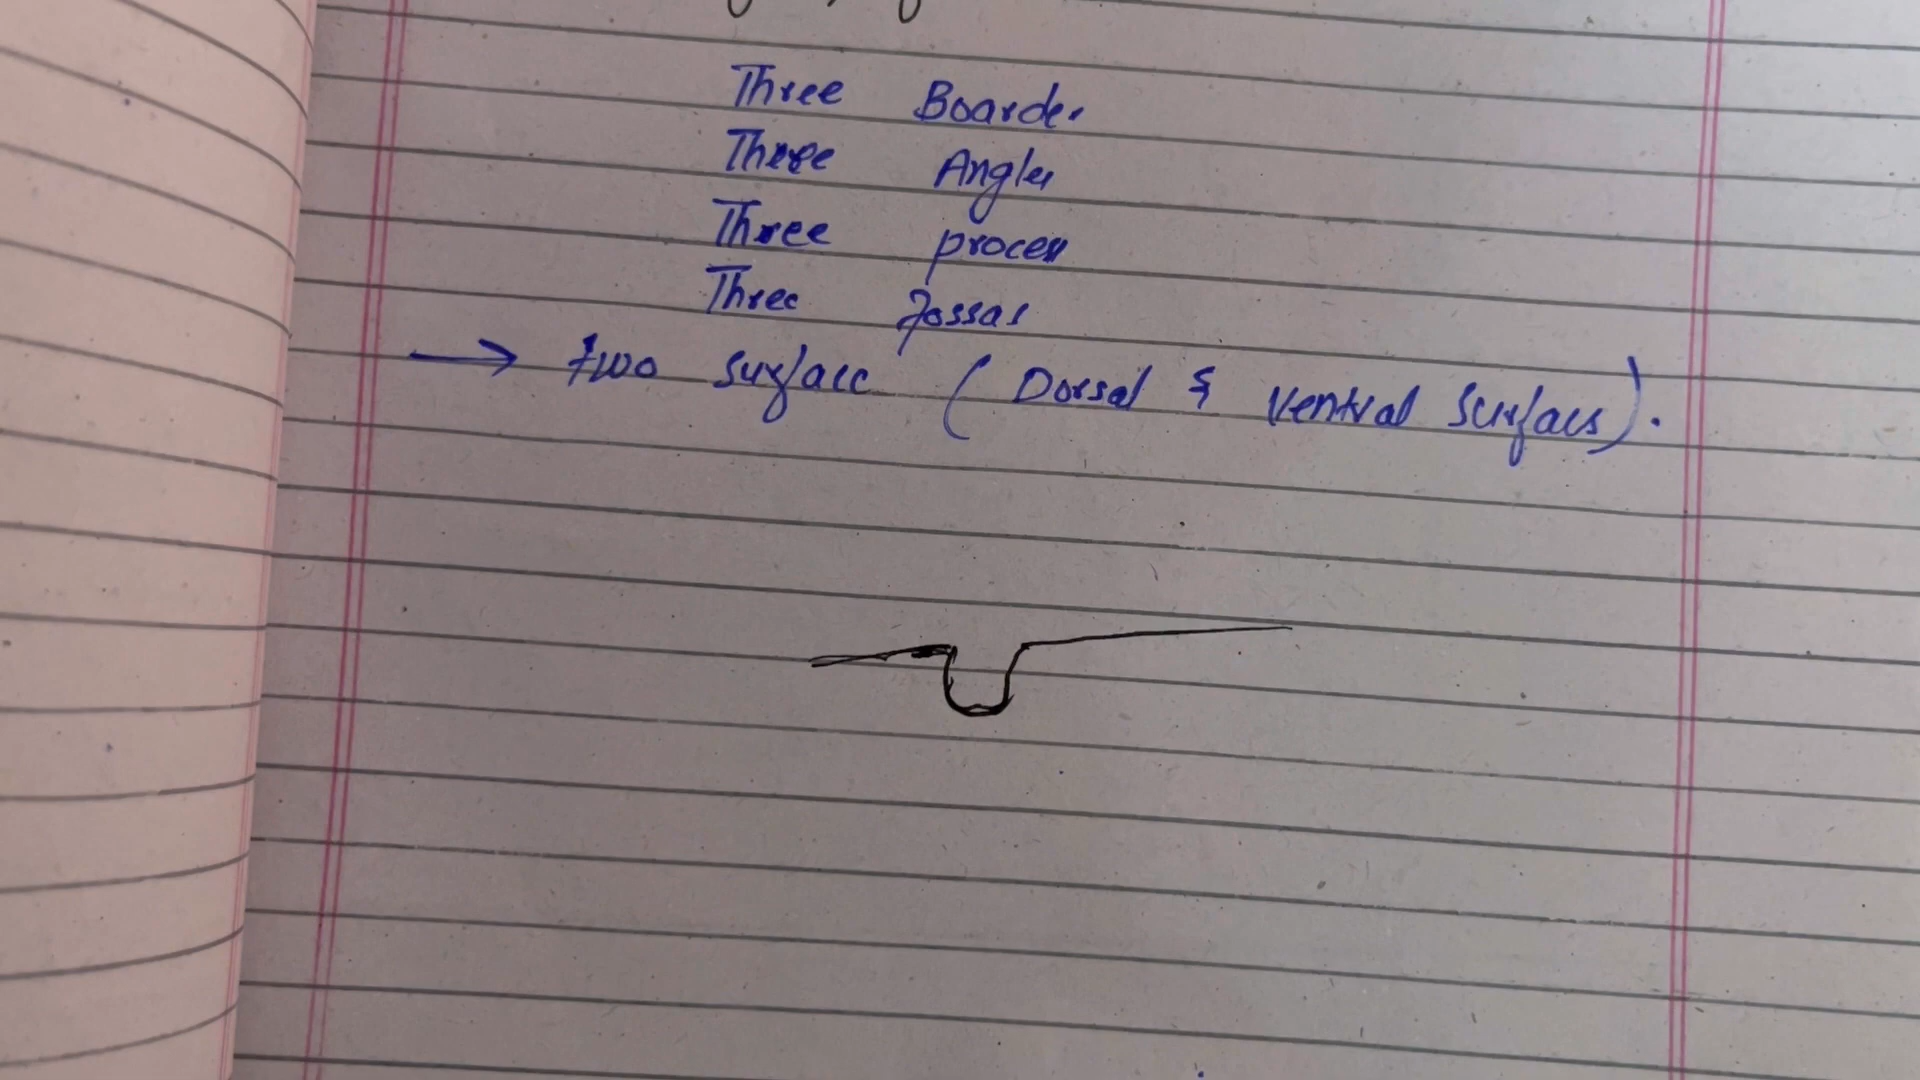 Three Boarder
Three Angles
Three process
Three fossas
→ two surface ( Dorsal & Ventral Surfaces ).